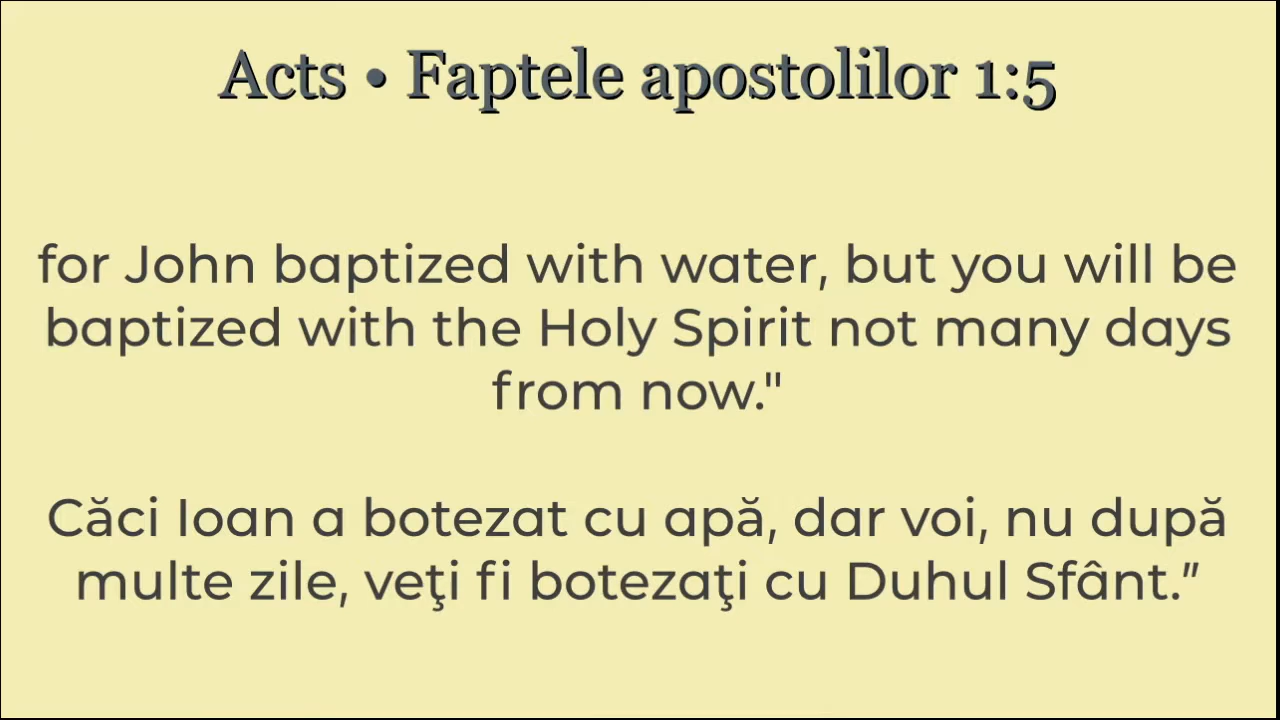 Acts • Faptele apostolilor 1:5
for John baptized with water, but you will be
baptized with the Holy Spirit not many days
from now."
Căci Ioan a botezat cu apă, dar voi, nu după
multe zile, veţi fi botezaţi cu Duhul Sfânt.”